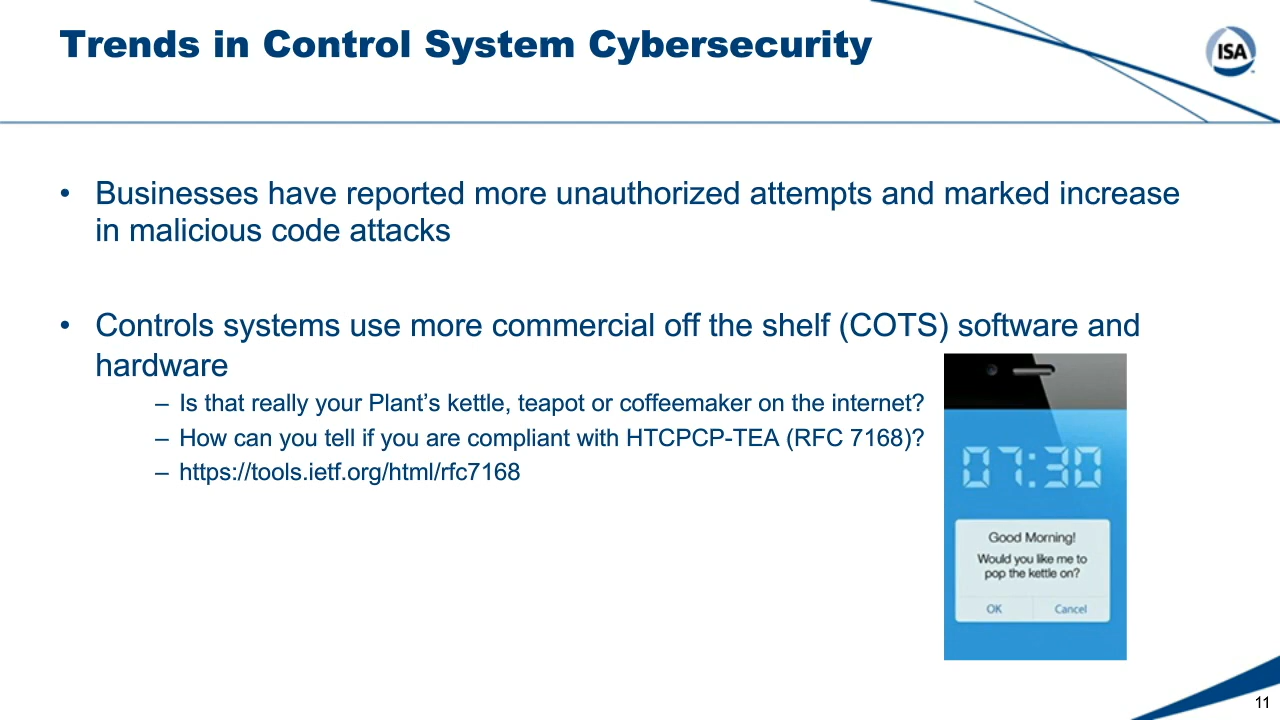 Trends in Control System Cybersecurity
ISA
• Businesses have reported more unauthorized attempts and marked increase
in malicious code attacks
• Controls systems use more commercial off the shelf (COTS) software and
hardware
– Is that really your Plant’s kettle, teapot or coffeemaker on the internet?
– How can you tell if you are compliant with HTCPCP-TEA (RFC 7168)?
– https://tools.ietf.org/html/rfc7168
07:30
Good Morning!
Would you like me to
pop the kettle on?
OK Cancel
11